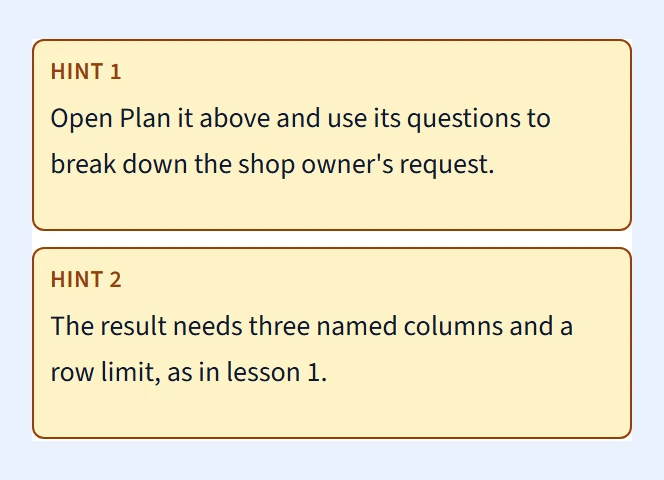 HINT 1
Open Plan it above and use its questions to
break down the shop owner's request.
HINT 2
The result needs three named columns and a
row limit, as in lesson 1.